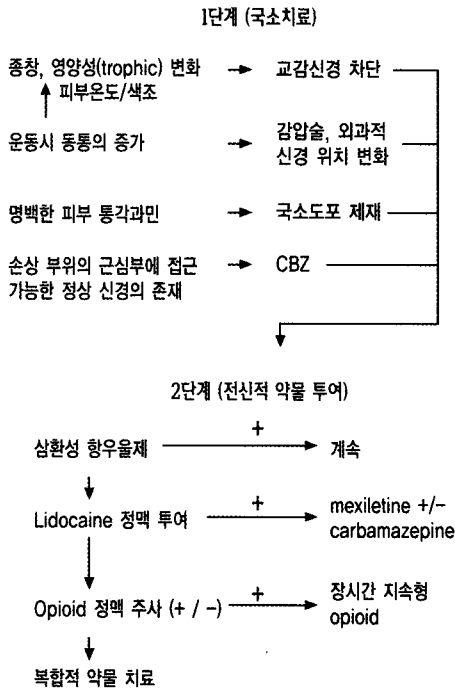 1단계 (국소치료)
종창, 영양성(trophic) 변화
피부온도/색조
교감신경 차단
운동시 동통의 증가
감압술, 외과적
신경 위치 변화
명백한 피부 통각과민
국소도포 제재
손상 부위의 근심부에 접근
가능한 정상 신경의 존재
CBZ
2단계 (전신적 약물 투여)
삼환성 항우울제
+
계속
Lidocaine 정맥 투여
+
mexiletine +/-
carbamazepine
Opioid 정맥 주사 (+ / -)
+
장시간 지속형
opioid
복합적 약물 치료